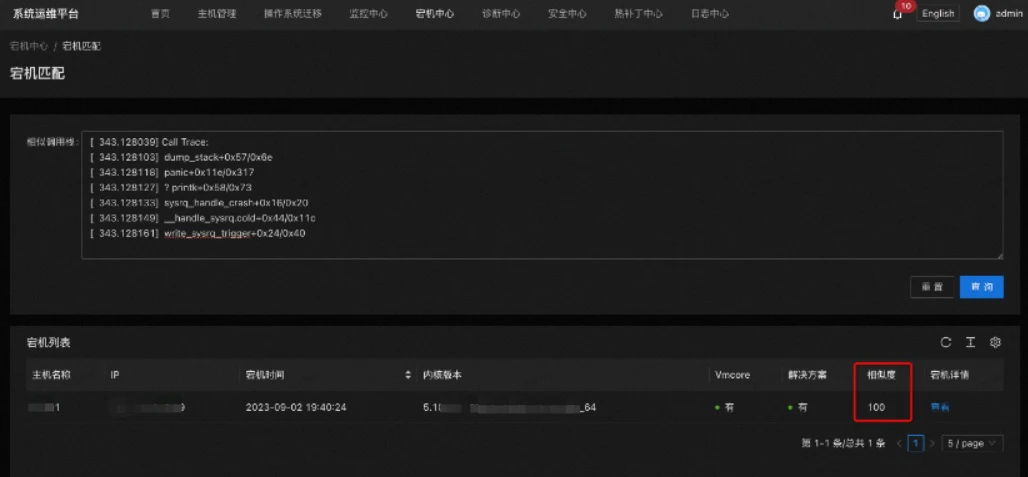 系统运维平台 首页 主机管理 操作系统迁移 监控中心 宕机中心 诊断中心 安全中心 热补丁中心 日志中心 10 English admin
宕机中心 / 宕机匹配
宕机匹配
相似调用栈:
[ 343.128039] Call Trace:
[ 343.128103] dump_stack+0x57/0x6e
[ 343.128118] panic+0x11e/0x317
[ 343.128127] ? printk+0x58/0x73
[ 343.128133] sysrq_handle_crash+0x16/0x20
[ 343.128149] __handle_sysrq.cold+0x44/0x11c
[ 343.128161] write_sysrq_trigger+0x24/0x40
重置 查询
宕机列表
主机名称 IP 宕机时间 内核版本 Vmcore 解决方案 相似度 宕机详情
1 9 2023-09-02 19:40:24 5.10 _64 有 有 100 查看
第 1-1 条/总共 1 条 < 1 > 5 / page